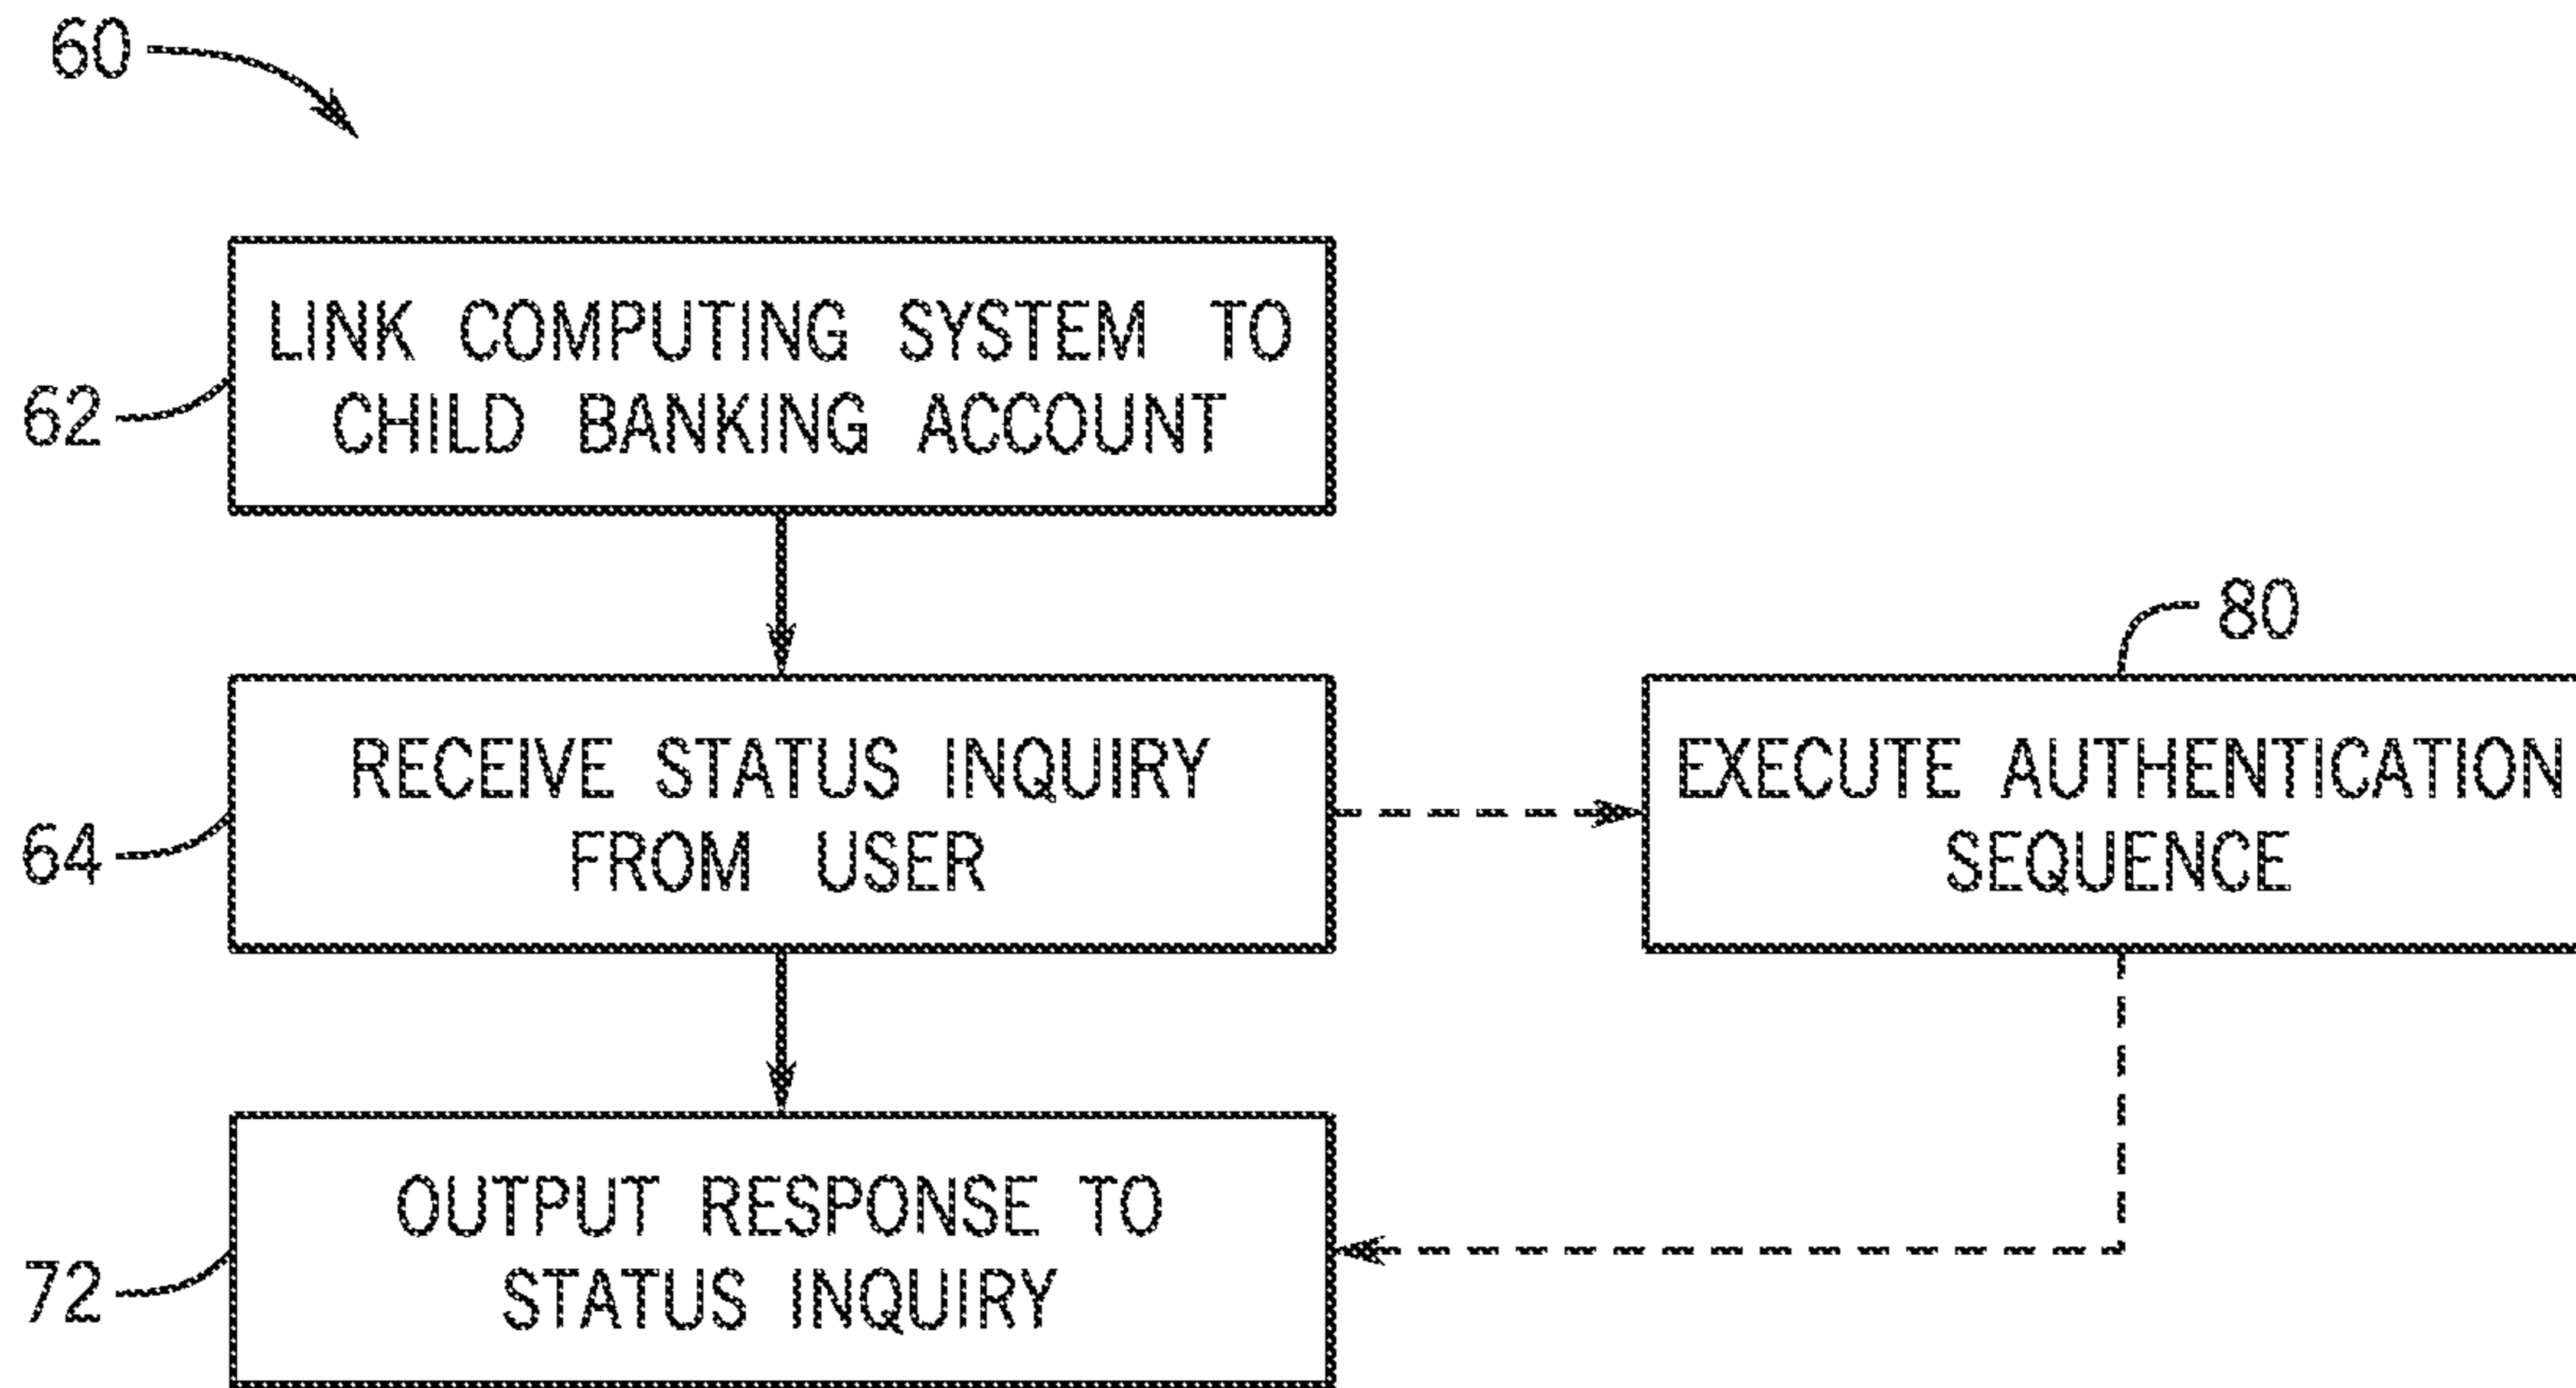 60
LINK COMPUTING SYSTEM TO
CHILD BANKING ACCOUNT
62
80
RECEIVE STATUS INQUIRY
FROM USER
64
EXECUTE AUTHENTICATION
SEQUENCE
OUTPUT RESPONSE TO
STATUS INQUIRY
72